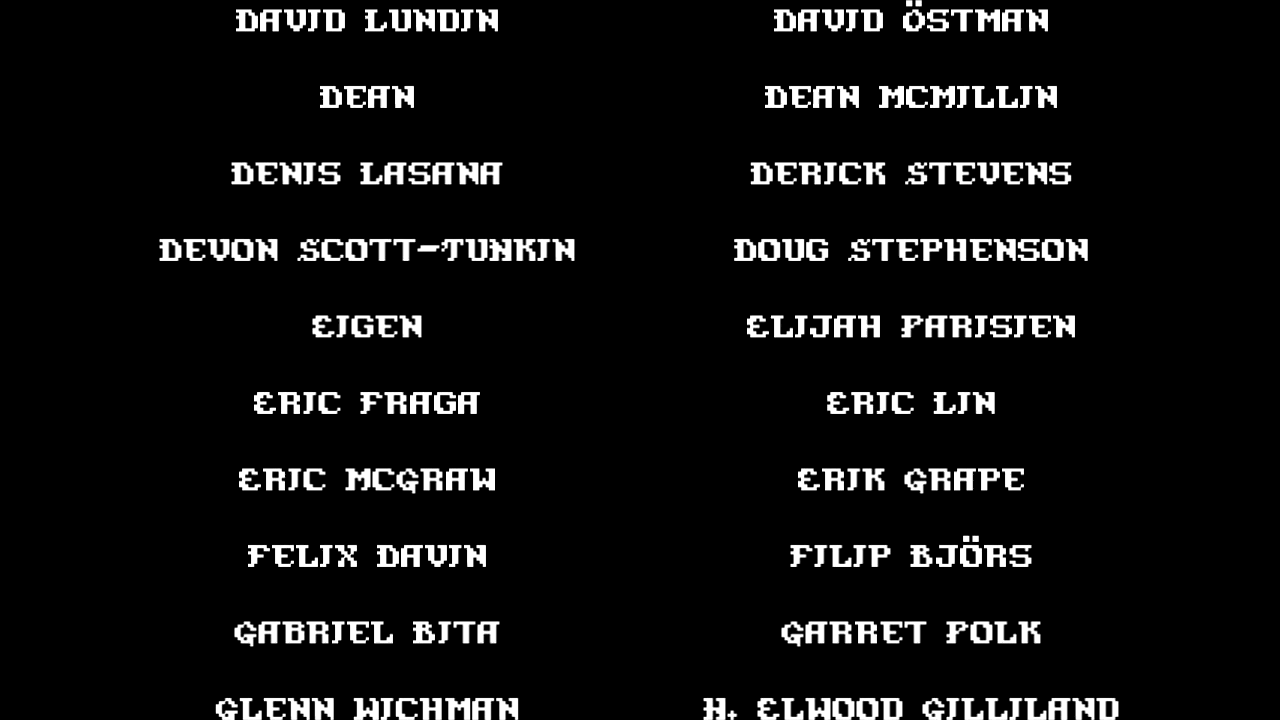 DAVID LUNDIN DAVID ÖSTMAN
DEAN DEAN MCMILLIN
DENIS LASANA DERICK STEVENS
DEVON SCOTT-TUNKIN DOUG STEPHENSON
EIGEN ELIJAH PARISIEN
ERIC FRAGA ERIC LIN
ERIC MCGRAW ERIK GRAPE
FELIX DAVIN FILIP BJÖRS
GABRIEL BITA GARRET POLK
GLENN WICHMAN H. ELWOOD GILLILAND